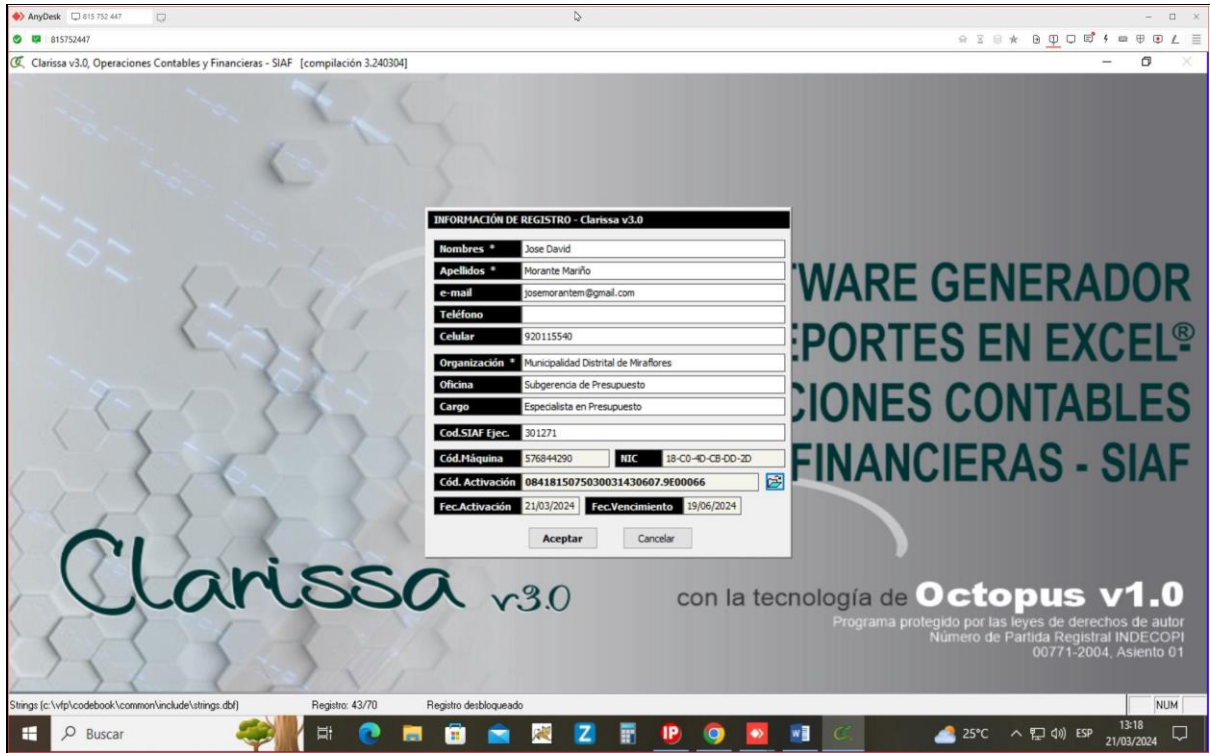 AnyDesk 815 752 447
815752447
Clarissa v3.0, Operaciones Contables y Financieras - SIAF [compilación 3.240304]
INFORMACIÓN DE REGISTRO - Clarissa v3.0
Nombres * Jose David
Apellidos * Morante Mariño
e-mail josemorantem@gmail.com
Teléfono
Celular 920115540
Organización * Municipalidad Distrital de Miraflores
Oficina Subgerencia de Presupuesto
Cargo Especialista en Presupuesto
Cod.SIAF Ejec. 301271
Cód.Máquina 576844290 NIC 18-C0-4D-CB-DD-2D
Cód. Activación 0841815075030031430607.9E00066
Fec.Activación 21/03/2024 Fec.Vencimiento 19/06/2024
Aceptar Cancelar
WARE GENERADOR
EPORTES EN EXCEL®
CIONES CONTABLES
FINANCIERAS - SIAF
Clarissa v3.0
con la tecnología de Octopus v1.0
Programa protegido por las leyes de derechos de autor
Número de Partida Registral INDECOPI
00771-2004, Asiento 01
Strings (c:\vfp\codebook\common\include\strings.dbf) Registro: 43/70 Registro desbloqueado NUM
Buscar 25°C ESP 13:18
21/03/2024